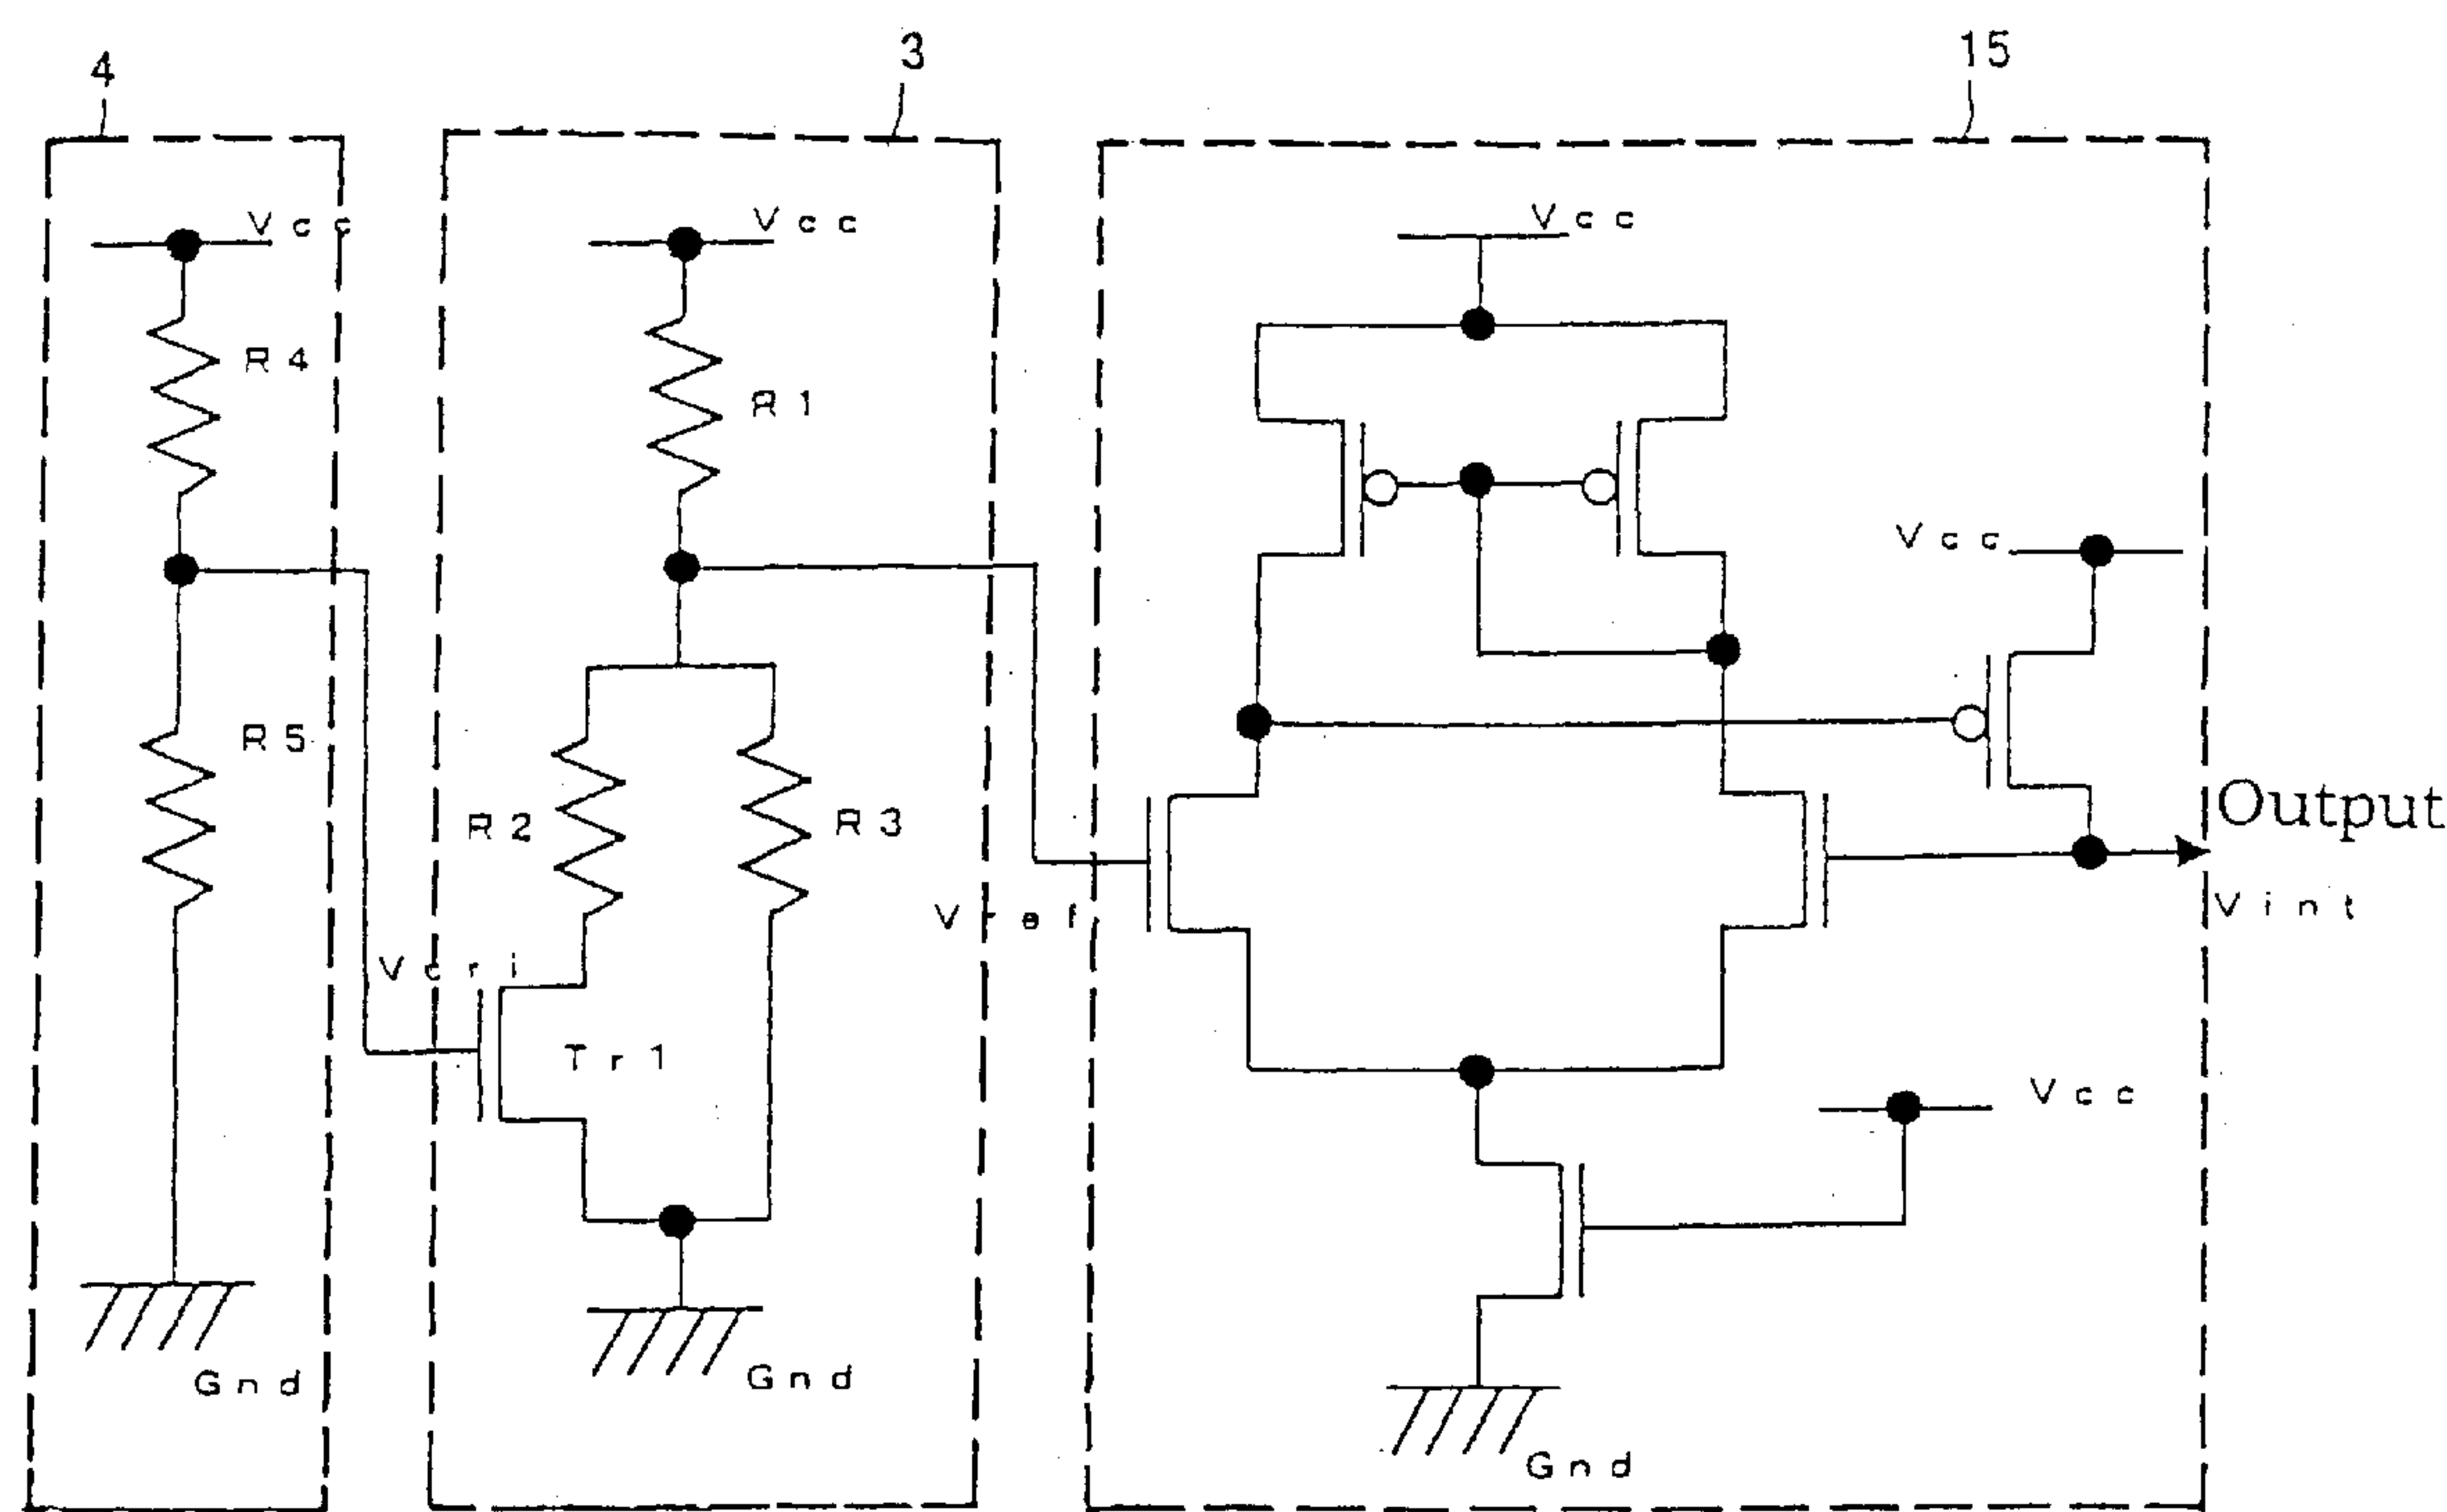 4
3
15
Vcc
Vcc
Vcc
R4
R1
Vcc
R5
R2
R3
Output
Vref
Vint
Vcri
Tr1
Vcc
Gnd
Gnd
Gnd